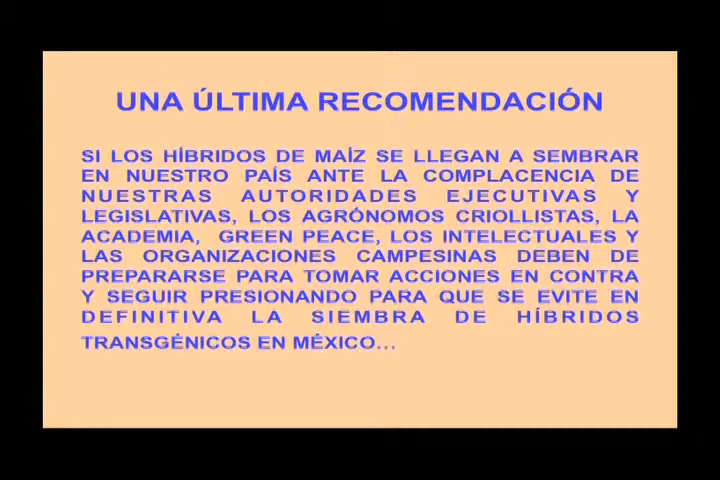 UNA ÚLTIMA RECOMENDACIÓN
SI LOS HÍBRIDOS DE MAÍZ SE LLEGAN A SEMBRAR
EN NUESTRO PAÍS ANTE LA COMPLACENCIA DE
NUESTRAS AUTORIDADES EJECUTIVAS Y
LEGISLATIVAS, LOS AGRÓNOMOS CRIOLLISTAS, LA
ACADEMIA, GREEN PEACE, LOS INTELECTUALES Y
LAS ORGANIZACIONES CAMPESINAS DEBEN DE
PREPARARSE PARA TOMAR ACCIONES EN CONTRA
Y SEGUIR PRESIONANDO PARA QUE SE EVITE EN
DEFINITIVA LA SIEMBRA DE HÍBRIDOS
TRANSGÉNICOS EN MÉXICO...